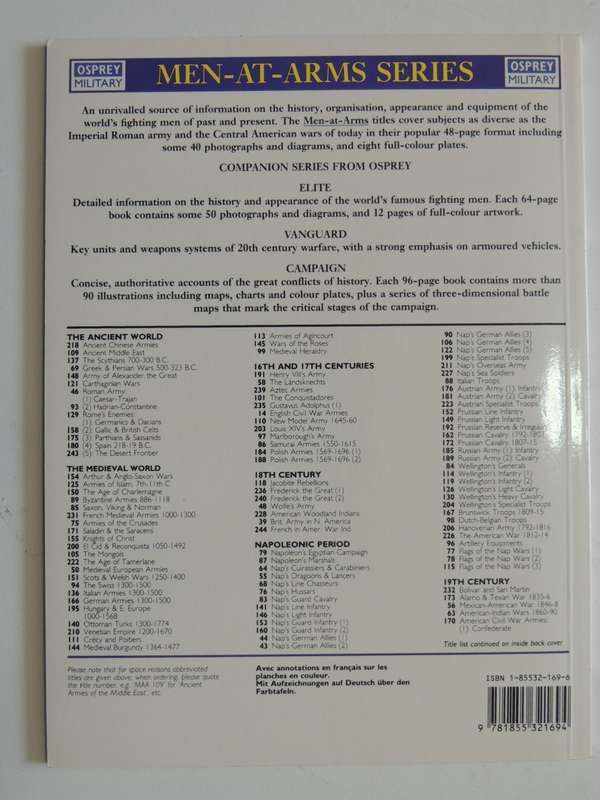 OSPREY
MILITARY
MEN-AT-ARMS SERIES
OSPREY
MILITARY
An unrivalled source of information on the history, organisation, appearance and equipment of the
world's fighting men of past and present. The Men-at-Arms titles cover subjects as diverse as the
Imperial Roman army and the Central American wars of today in their popular 48-page format including
some 40 photographs and diagrams, and eight full-colour plates.
COMPANION SERIES FROM OSPREY
ELITE
Detailed information on the history and appearance of the world's famous fighting men. Each 64-page
book contains some 50 photographs and diagrams, and 12 pages of full-colour artwork.
VANGUARD
Key units and weapons systems of 20th century warfare, with a strong emphasis on armoured vehicles.
CAMPAIGN
Concise, authoritative accounts of the great conflicts of history. Each 96-page book contains more than
90 illustrations including maps, charts and colour plates, plus a series of three-dimensional battle
maps that mark the critical stages of the campaign.
THE ANCIENT WORLD
218 Ancient Chinese Armies
109 Ancient Middle East
137 The Scythians 700-300 B.C.
69 Greek & Persian Wars 500-323 B.C.
148 Army of Alexander the Great
121 Carthaginian Wars
46 Roman Army:
(1) Caesar-Trajan
93 (2) Hadrian-Constantine
129 Rome's Enemies:
(1) Germanics & Dacians
158 (2) Gallic & British Celts
175 (3) Parthians & Sassanids
180 (4) Spain 218-19 B.C.
243 (5) The Desert Frontier
THE MEDIEVAL WORLD
154 Arthur & Anglo-Saxon Wars
125 Armies of Islam, 7th-11th C
150 The Age of Charlemagne
89 Byzantine Armies 886-1118
85 Saxon, Viking & Norman
231 French Medieval Armies 1000-1300
75 Armies of the Crusades
171 Saladin & the Saracens
155 Knights of Christ
200 El Cid & Reconquista 1050-1492
105 The Mongols
222 The Age of Tamerlane
50 Medieval European Armies
151 Scots & Welsh Wars 1250-1400
94 The Swiss 1300-1500
136 Italian Armies 1300-1500
166 German Armies 1300-1500
195 Hungary & E. Europe
1000-1568
140 Ottoman Turks 1300-1774
210 Venetian Empire 1200-1670
111 Crécy and Poitiers
144 Medieval Burgundy 1364-1477
113 Armies of Agincourt
145 Wars of the Roses
99 Medieval Heraldry
16TH AND 17TH CENTURIES
191 Henry VIII's Army
58 The Landsknechts
239 Aztec Armies
101 The Conquistadores
235 Gustavus Adolphus (1)
14 English Civil War Armies
110 New Model Army 1645-60
203 Louis XIV's Army
97 Marlborough's Army
86 Samurai Armies 1550-1615
184 Polish Armies 1569-1696 (1)
188 Polish Armies 1569-1696 (2)
18TH CENTURY
118 Jacobite Rebellions
236 Frederick the Great (1)
240 Frederick the Great (2)
48 Wolfe's Army
228 American Woodland Indians
39 Brit. Army in N. America
244 French in Amer. War Ind.
NAPOLEONIC PERIOD
79 Napoleon's Egyptian Campaign
87 Napoleon's Marshals
64 Nap's Cuirassiers & Carabiniers
55 Nap's Dragoons & Lancers
68 Nap's Line Chasseurs
76 Nap's Hussars
83 Nap's Guard Cavalry
141 Nap's Line Infantry
146 Nap's Light Infantry
153 Nap's Guard Infantry (1)
160 Nap's Guard Infantry (2)
44 Nap's German Allies (1)
43 Nap's German Allies (2)
90 Nap's German Allies (3)
106 Nap's German Allies (4)
122 Nap's German Allies (5)
199 Nap's Specialist Troops
211 Nap's Overseas Army
227 Nap's Sea Soldiers
88 Italian Troops
176 Austrian Army (1) Infantry
181 Austrian Army (2) Cavalry
223 Austrian Specialist Troops
152 Prussian Line Infantry
149 Prussian Light Infantry
192 Prussian Reserve & Irregulars
162 Prussian Cavalry 1792-1807
172 Prussian Cavalry 1807-15
185 Russian Army (1) Infantry
189 Russian Army (2) Cavalry
84 Wellington's Generals
114 Wellington's Infantry (1)
119 Wellington's Infantry (2)
126 Wellington's Light Cavalry
130 Wellington's Heavy Cavalry
204 Wellington's Specialist Troops
167 Brunswick Troops 1809-15
98 Dutch-Belgian Troops
206 Hanoverian Army 1792-1816
226 The American War 1812-14
96 Artillery Equipments
77 Flags of the Nap Wars (1)
78 Flags of the Nap Wars (2)
115 Flags of the Nap Wars (3)
19TH CENTURY
232 Bolivar and San Martin
173 Alamo & Texan War 1835-6
56 Mexican-American War 1846-8
63 American-Indian Wars 1860-90
170 American Civil War Armies:
(1) Confederate
Title list continued on inside back cover
Please note that for space reasons abbreviated
titles are given above; when ordering, please quote
the title number, e.g. 'MAA 109' for 'Ancient
Armies of the Middle East', etc.
Avec annotations en français sur les
planches en couleur.
Mit Aufzeichnungen auf Deutsch über den
Farbtafeln.
ISBN 1-85532-169-6
9 781855 321694